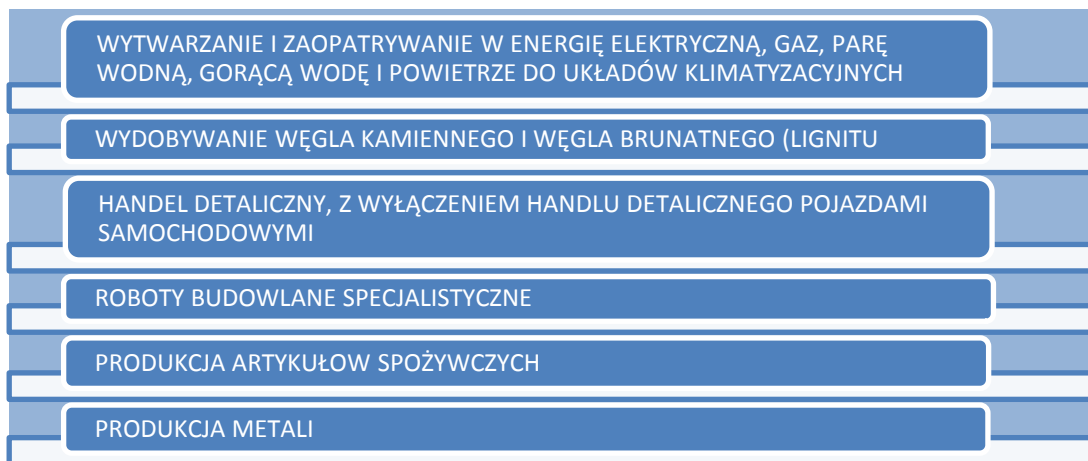 WYTWARZANIE I ZAOPATRYWANIE W ENERGIĘ ELEKTRYCZNĄ, GAZ, PARĘ
WODNĄ, GORĄCĄ WODĘ I POWIETRZE DO UKŁADÓW KLIMATYZACYJNYCH
WYDOBYWANIE WĘGLA KAMIENNEGO I WĘGLA BRUNATNEGO (LIGNITU
HANDEL DETALICZNY, Z WYŁĄCZENIEM HANDLU DETALICZNEGO POJAZDAMI
SAMOCHODOWYMI
ROBOTY BUDOWLANE SPECJALISTYCZNE
PRODUKCJA ARTYKUŁOW SPOŻYWCZYCH
PRODUKCJA METALI